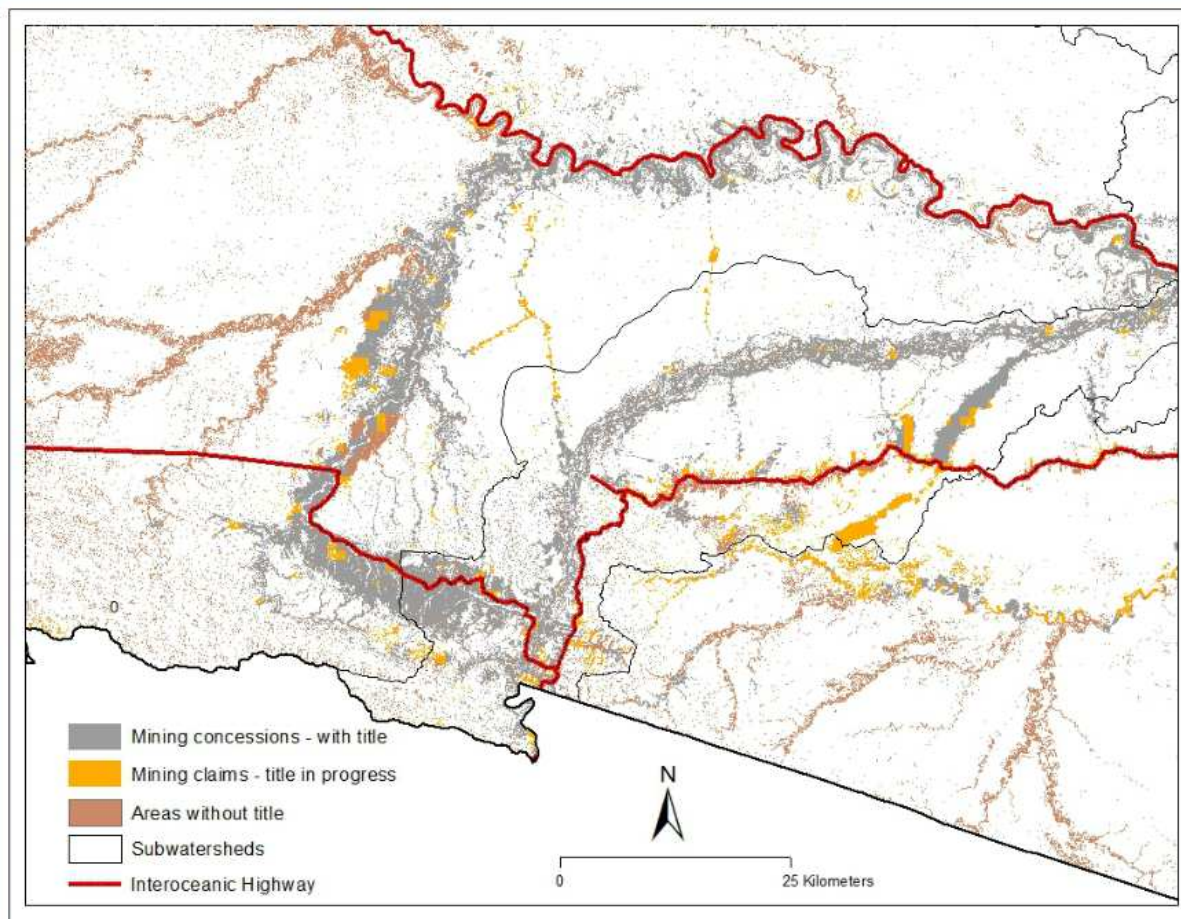 0
Mining concessions - with title
Mining claims - title in progress
Areas without title
Subwatersheds
Interoceanic Highway
N
0 25 Kilometers